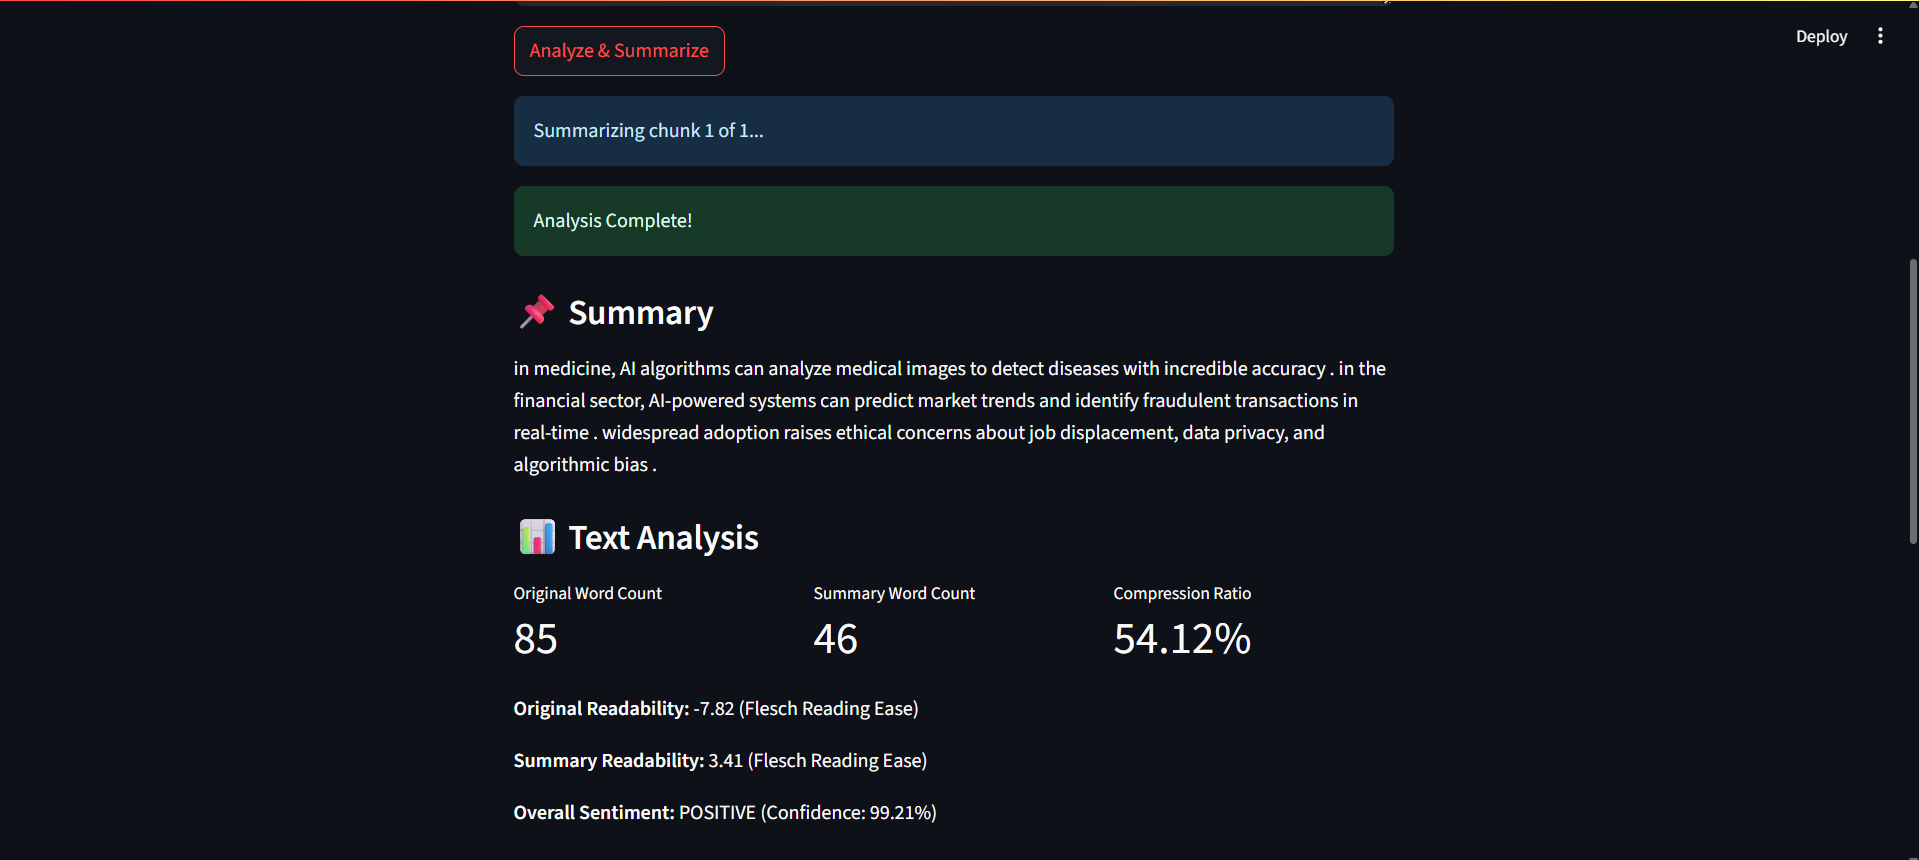 Deploy
Analyze & Summarize
Summarizing chunk 1 of 1...
Analysis Complete!
Summary
in medicine, AI algorithms can analyze medical images to detect diseases with incredible accuracy . in the
financial sector, AI-powered systems can predict market trends and identify fraudulent transactions in
real-time . widespread adoption raises ethical concerns about job displacement, data privacy, and
algorithmic bias .
Text Analysis
Original Word Count
Summary Word Count
Compression Ratio
85
46
54.12%
Original Readability: -7.82 (Flesch Reading Ease)
Summary Readability: 3.41 (Flesch Reading Ease)
Overall Sentiment: POSITIVE (Confidence: 99.21%)